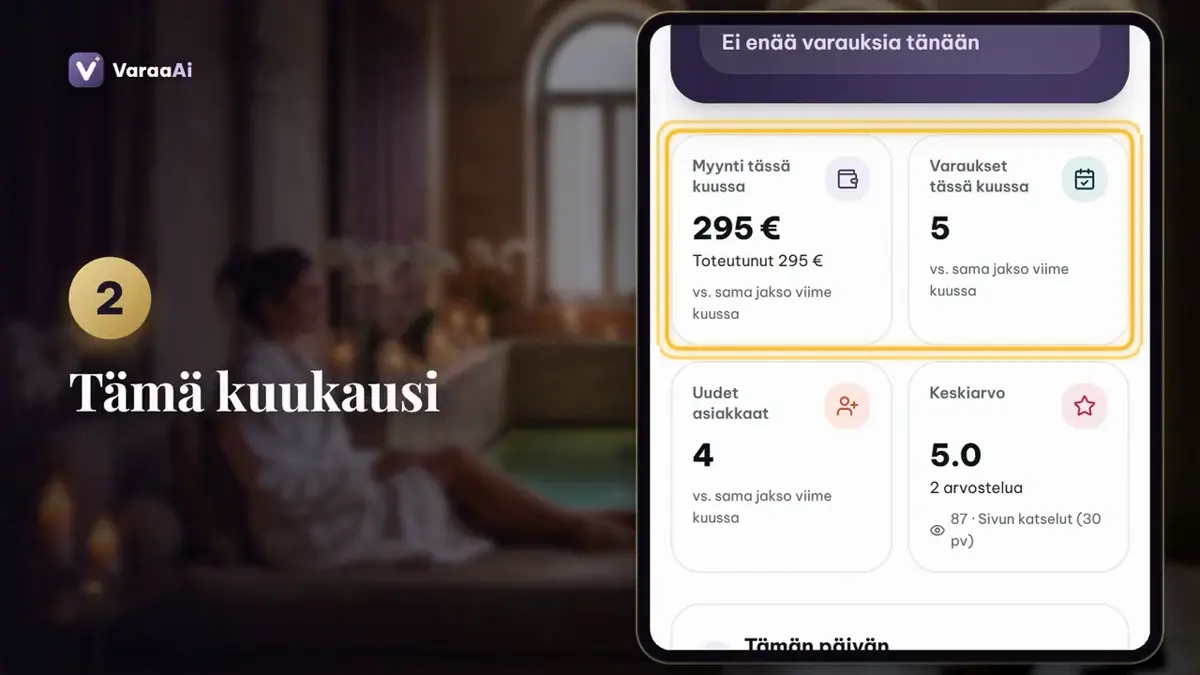 VaraaAi
2
Tämä kuukausi
Ei enää varauksia tänään
Myynti tässä
kuussa
295 €
Toteutunut 295 €
vs. sama jakso viime
kuussa
Varaukset
tässä kuussa
5
vs. sama jakso viime
kuussa
Uudet
asiakkaat
4
vs. sama jakso viime
kuussa
Keskiarvo
5.0
2 arvostelua
87 · Sivun katselut (30
pv)
Tämän päivän